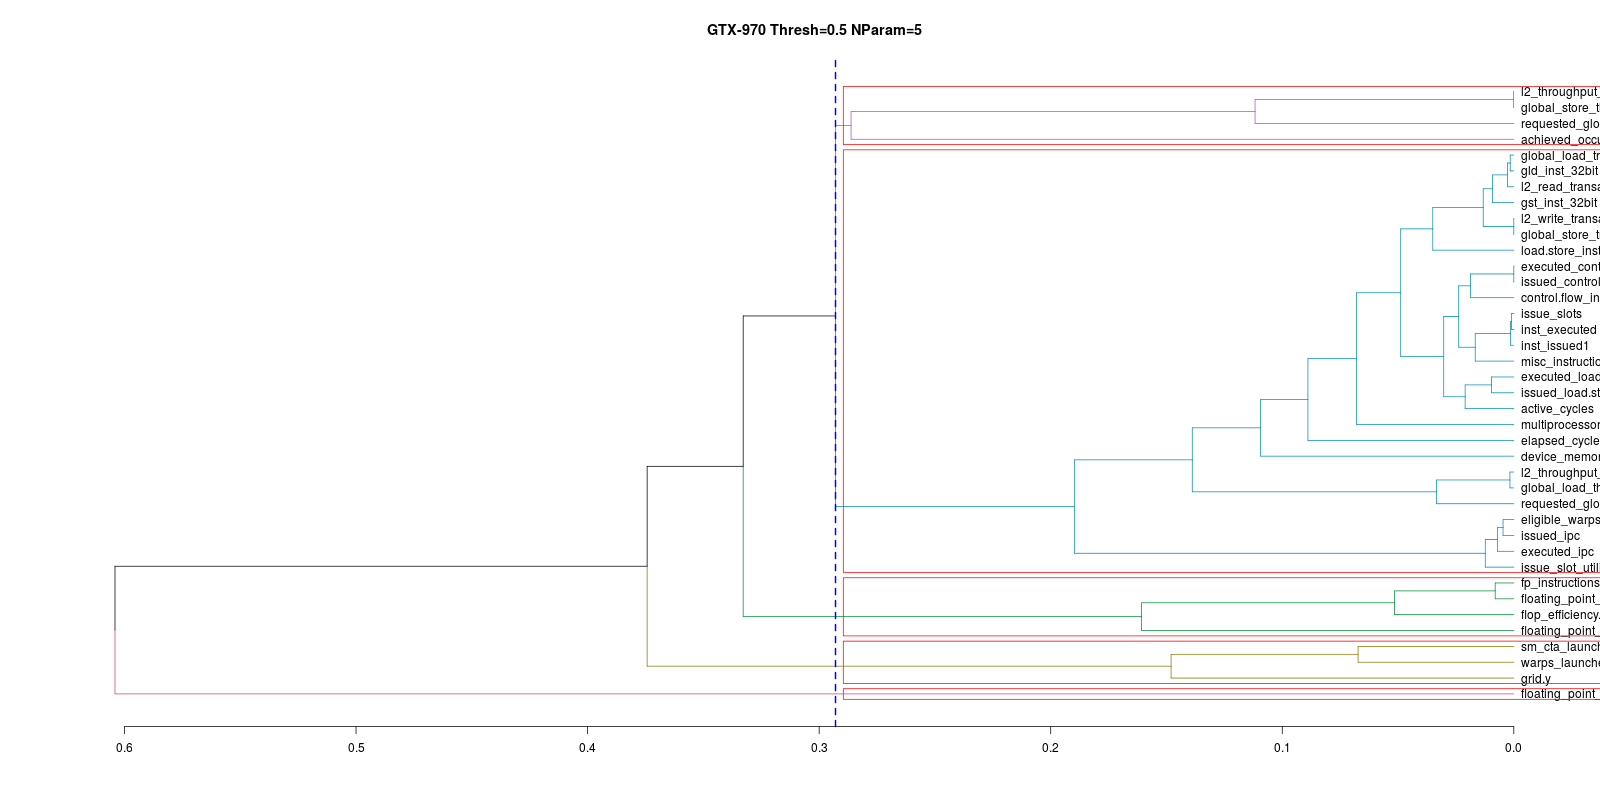 GTX-970 Thresh=0.5 NParam=5
l2_throughput_
global_store_t
requested_glo
achieved_occu
global_load_tr
gld_inst_32bit
l2_read_transa
gst_inst_32bit
l2_write_transa
global_store_t
load.store_inst
executed_cont
issued_control
control.flow_in
issue_slots
inst_executed
inst_issued1
misc_instructio
executed_load
issued_load.st
active_cycles
multiprocessor
elapsed_cycle
device_memor
l2_throughput_
global_load_th
requested_glo
eligible_warps
issued_ipc
executed_ipc
issue_slot_util
fp_instructions
floating_point_
flop_efficiency.
floating_point_
sm_cta_launch
warps_launche
grid.y
floating_point_
0.6 0.5 0.4 0.3 0.2 0.1 0.0